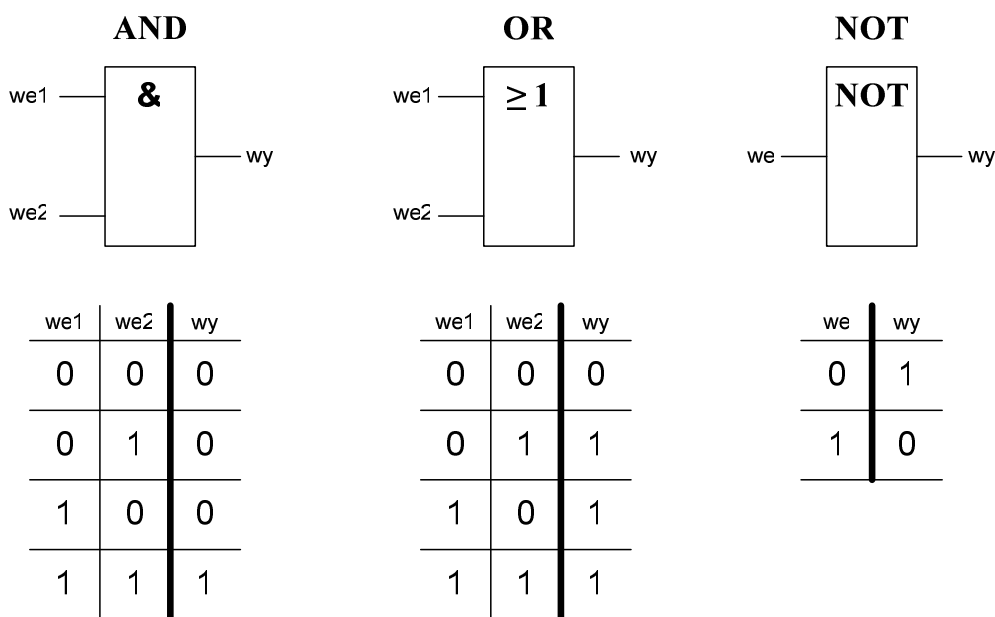 AND OR NOT
& ≥ 1 NOT
we1 we1
wy wy we wy
we2 we2
we1 we2 wy we1 we2 wy we wy
0 0 0 0 0 0 0 1
0 1 0 0 1 1 1 0
1 0 0 1 0 1
1 1 1 1 1 1